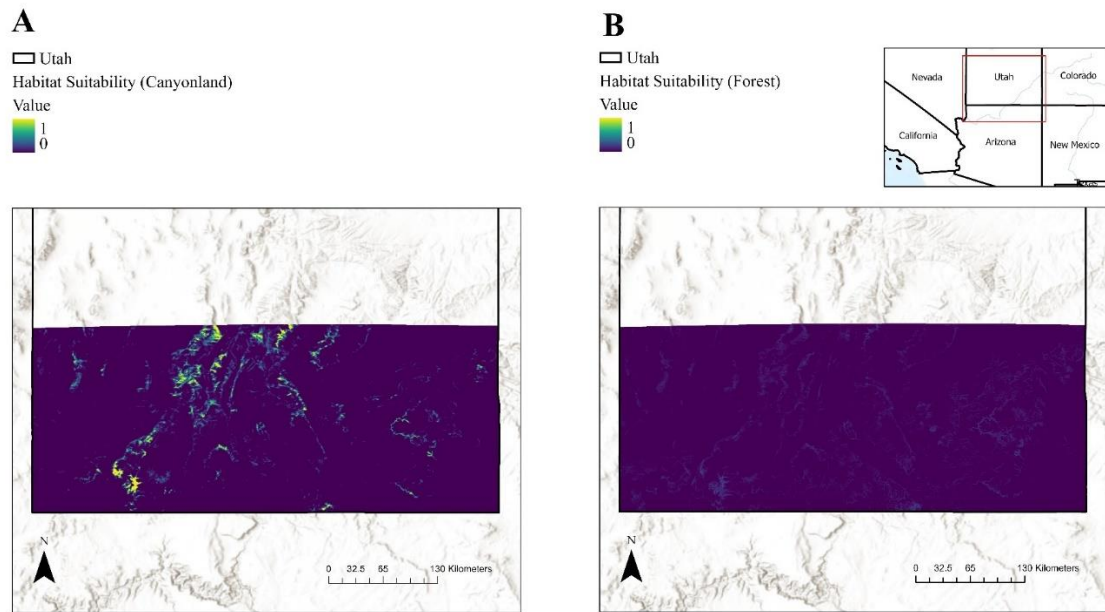 A
Utah
Habitat Suitability (Canyonland)
Value
1
0
N
0 32.5 65 130 Kilometers
B
Utah
Habitat Suitability (Forest)
Value
1
0
Nevada Utah Colorado
California Arizona New Mexico
N
0 32.5 65 130 Kilometers